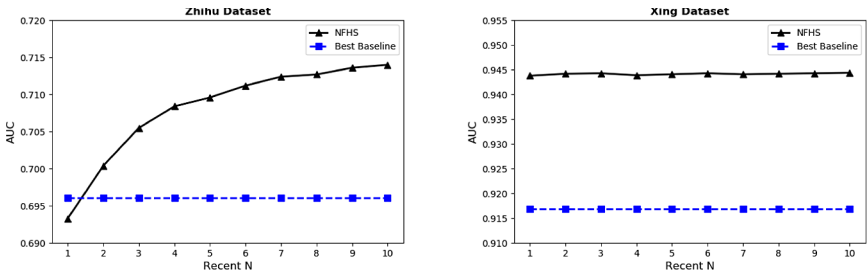 Zhihu Dataset
0.720
0.715
0.710
0.705
0.700
0.695
0.690
AUC
NFHS
Best Baseline
1 2 3 4 5 6 7 8 9 10
Recent N
Xing Dataset
0.955
0.950
0.945
0.940
0.935
0.930
0.925
0.920
0.915
0.910
AUC
NFHS
Best Baseline
1 2 3 4 5 6 7 8 9 10
Recent N